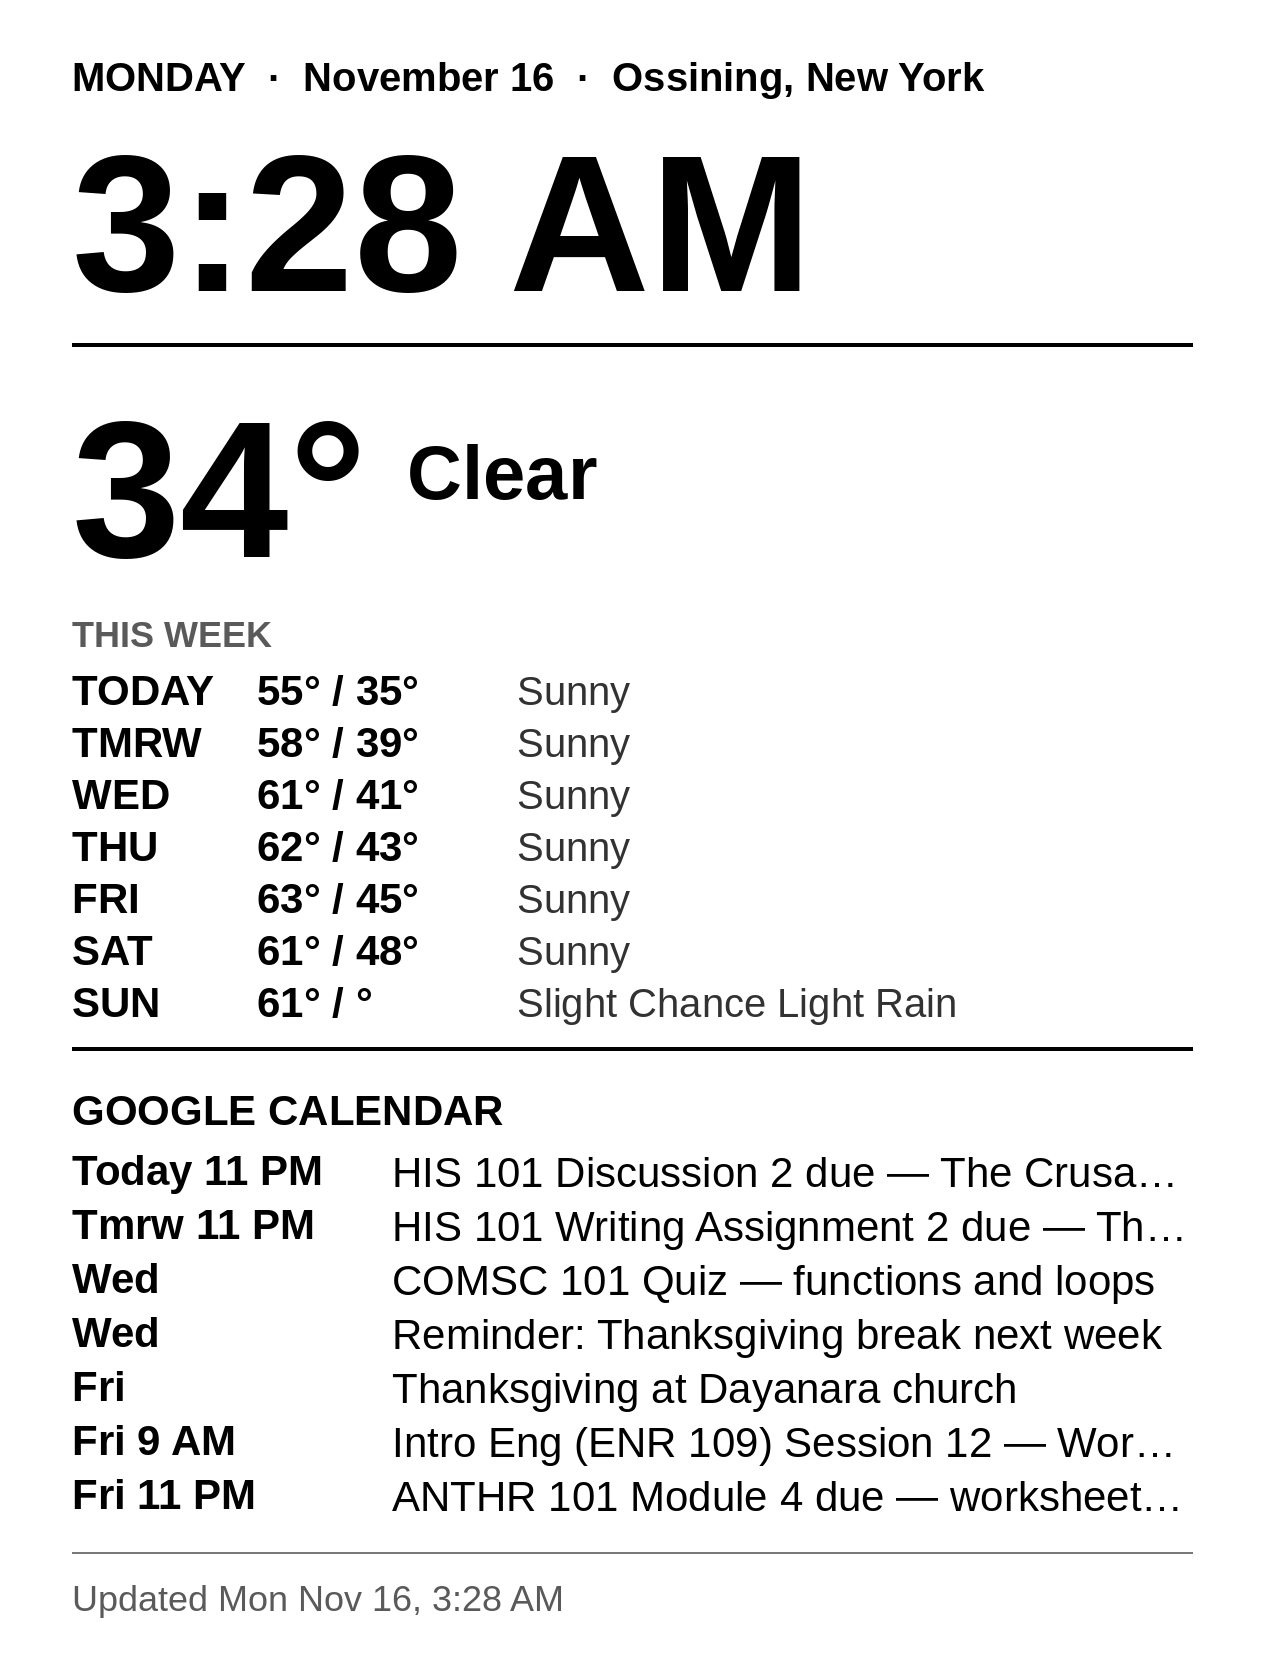 MONDAY · November 16 · Ossining, New York
3:28 AM
34° Clear
THIS WEEK
TODAY 55° / 35° Sunny
TMRW 58° / 39° Sunny
WED 61° / 41° Sunny
THU 62° / 43° Sunny
FRI 63° / 45° Sunny
SAT 61° / 48° Sunny
SUN 61° / ° Slight Chance Light Rain
GOOGLE CALENDAR
Today 11 PM HIS 101 Discussion 2 due — The Crusa…
Tmrw 11 PM HIS 101 Writing Assignment 2 due — Th…
Wed COMSC 101 Quiz — functions and loops
Wed Reminder: Thanksgiving break next week
Fri Thanksgiving at Dayanara church
Fri 9 AM Intro Eng (ENR 109) Session 12 — Wor…
Fri 11 PM ANTHR 101 Module 4 due — worksheet…
Updated Mon Nov 16, 3:28 AM